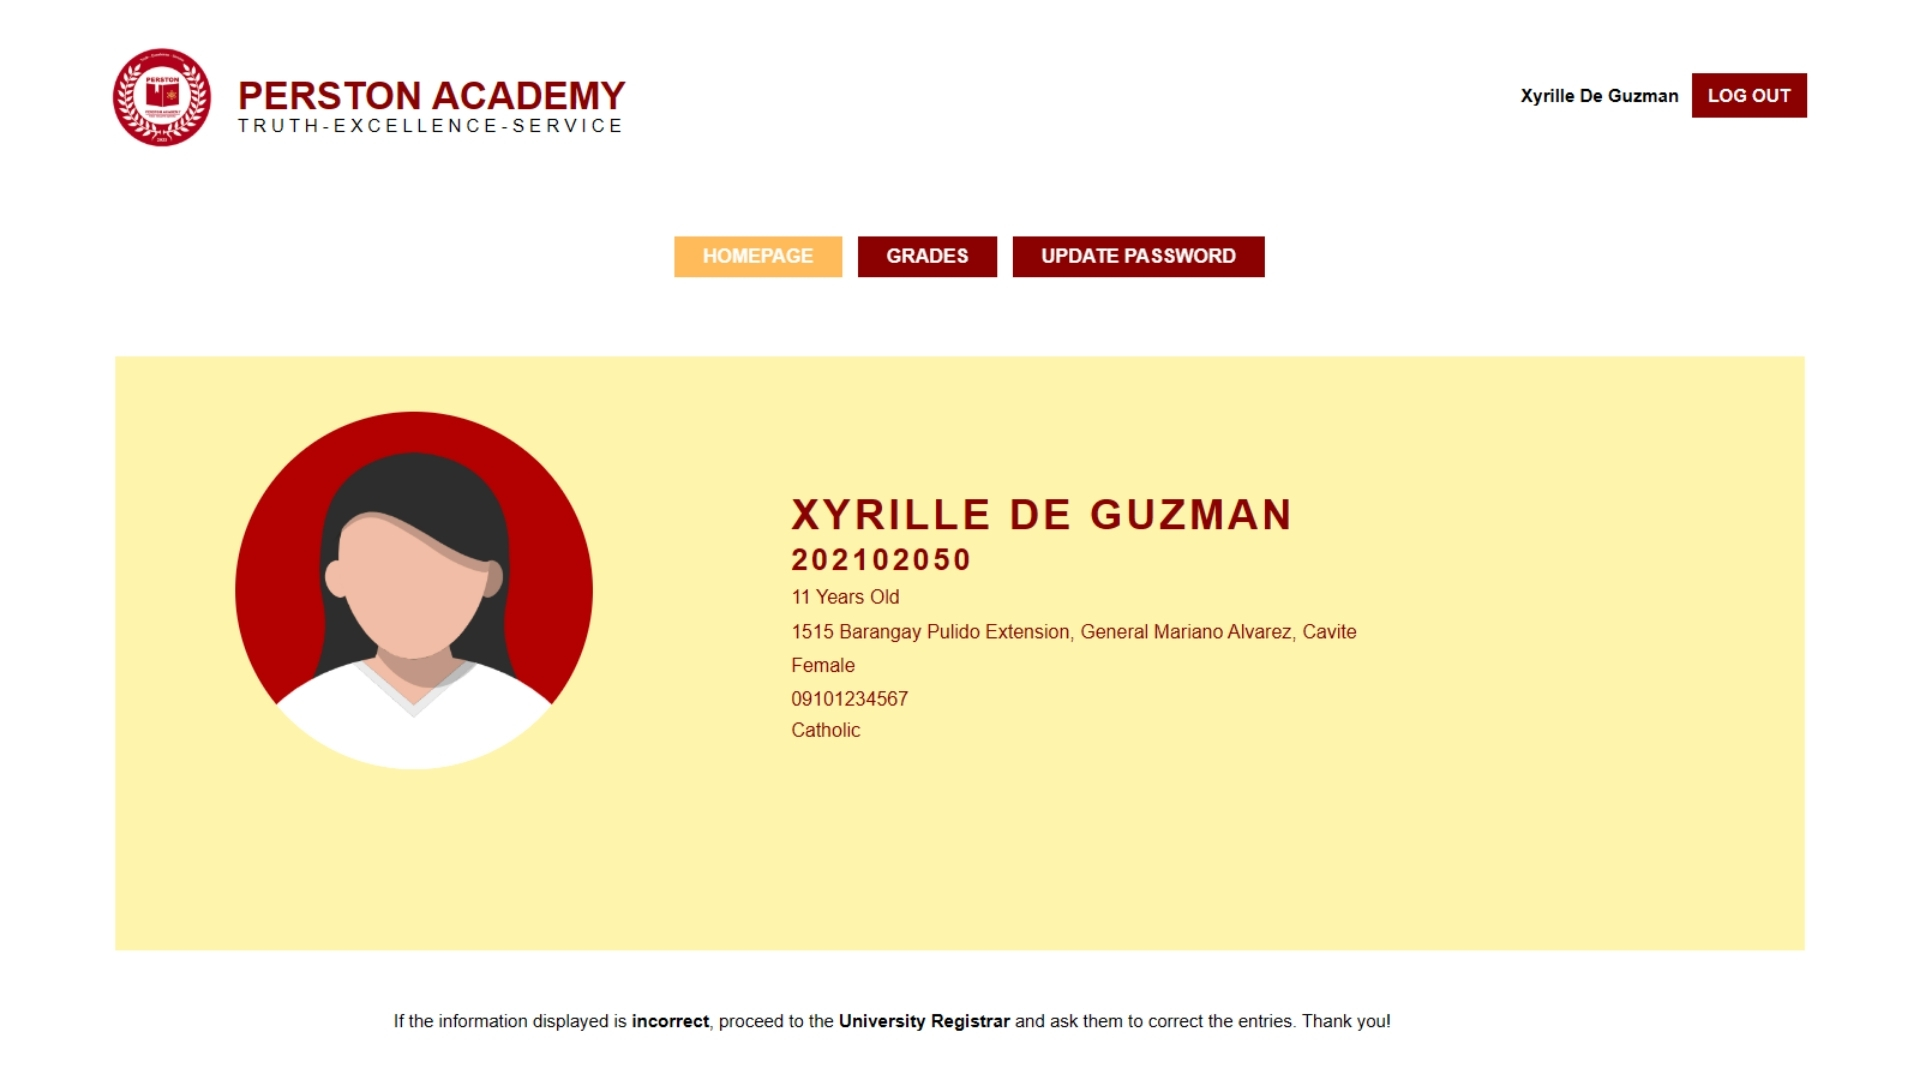 PERSTON
PERSTON ACADEMY
TRUTH-EXCELLENCE-SERVICE
Xyrille De Guzman
LOG OUT
HOMEPAGE
GRADES
UPDATE PASSWORD
XYRILLE DE GUZMAN
202102050
11 Years Old
1515 Barangay Pulido Extension, General Mariano Alvarez, Cavite
Female
09101234567
Catholic
If the information displayed is incorrect, proceed to the University Registrar and ask them to correct the entries. Thank you!